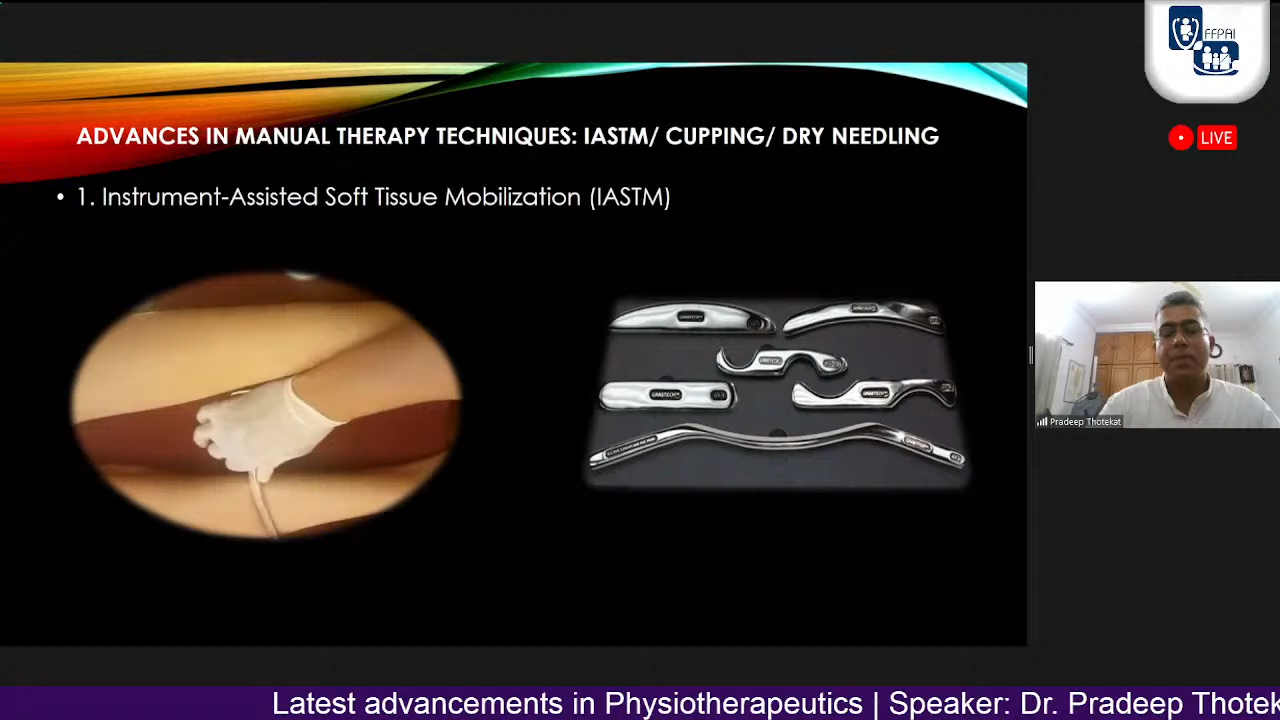 FFPAI
LIVE
ADVANCES IN MANUAL THERAPY TECHNIQUES: IASTM/ CUPPING/ DRY NEEDLING
• 1. Instrument-Assisted Soft Tissue Mobilization (IASTM)
Pradeep Thotekat
Latest advancements in Physiotherapeutics | Speaker: Dr. Pradeep Thotek